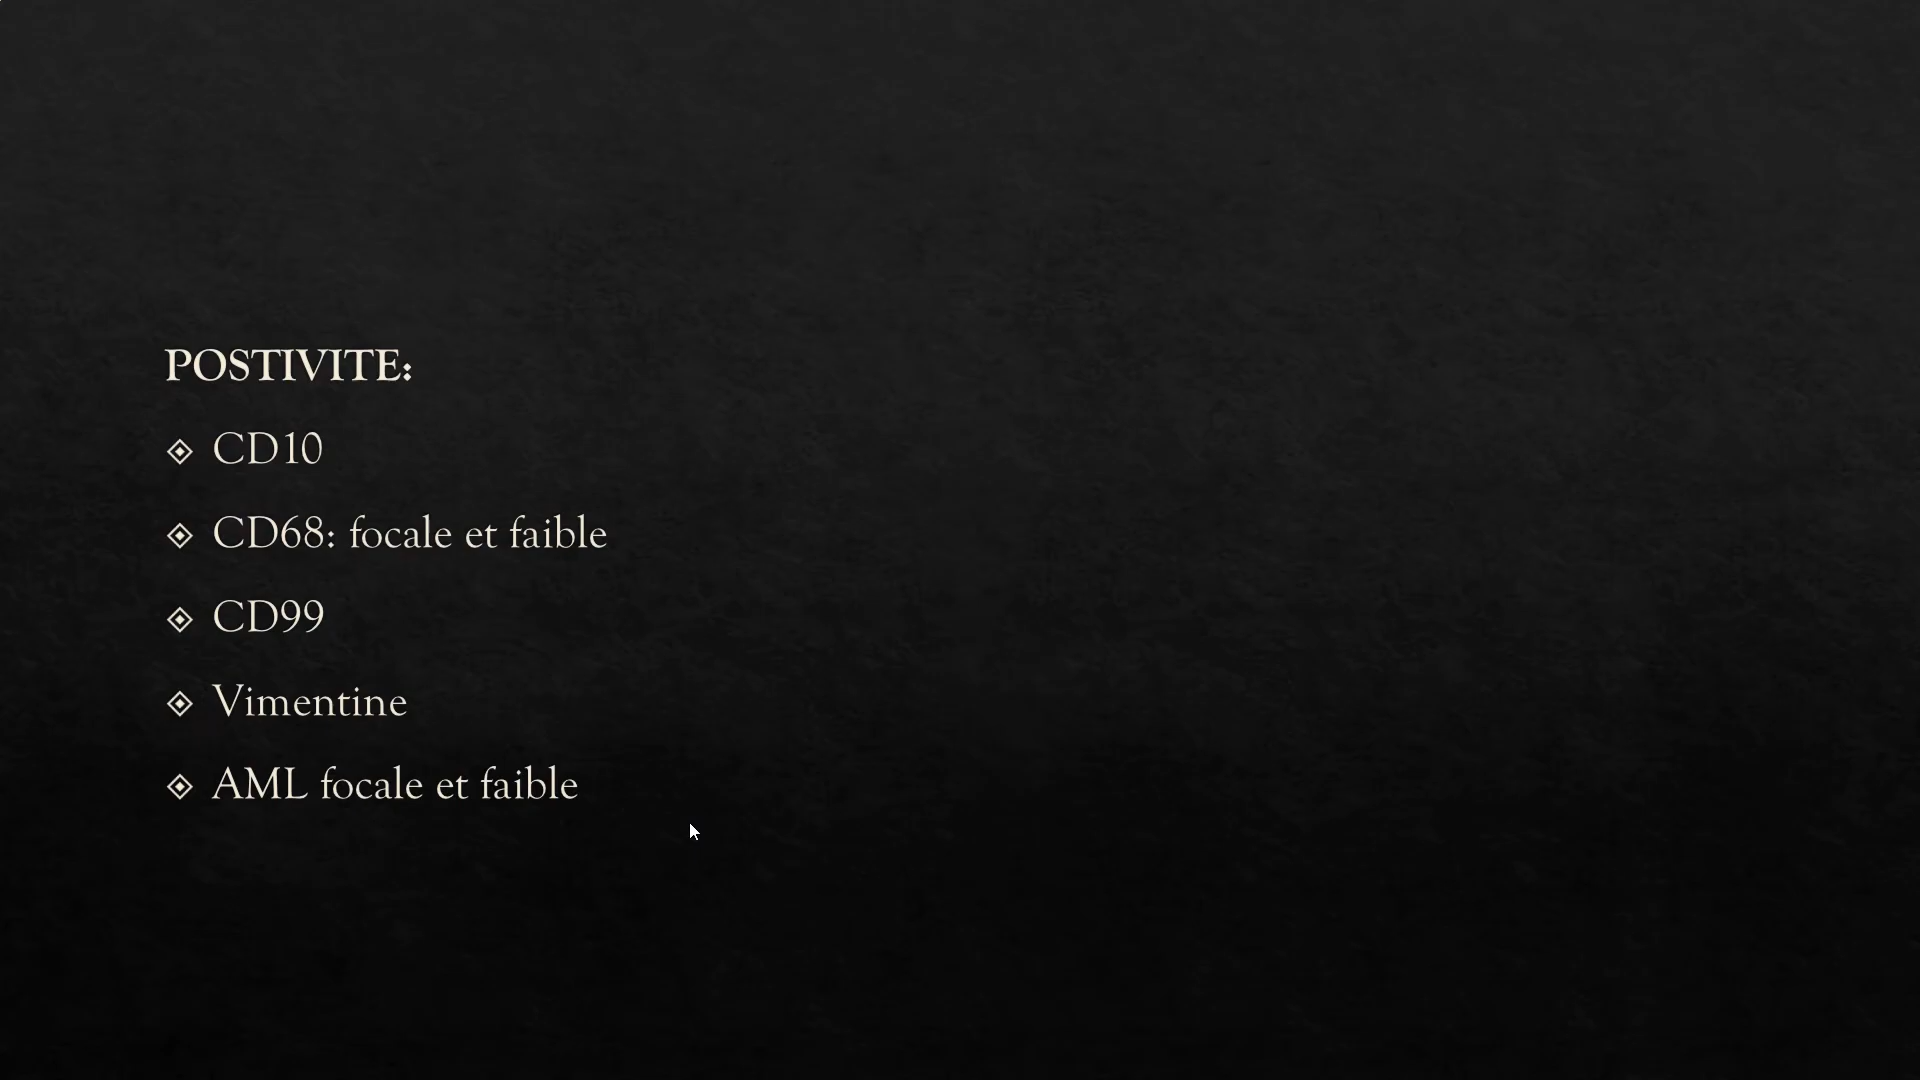 POSTIVITE:
CD10
CD68: focale et faible
CD99
Vimentine
AML focale et faible